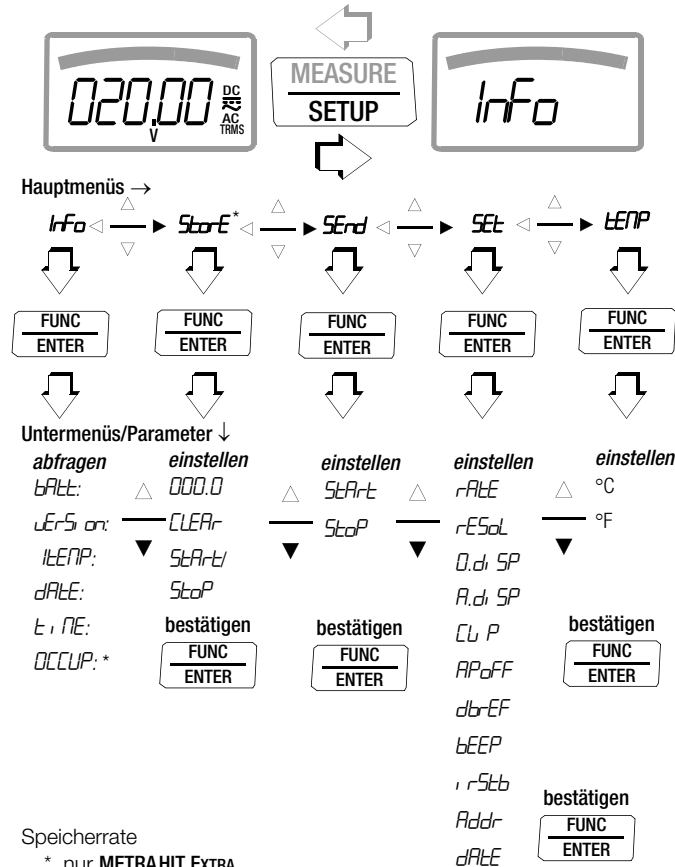 MEASURE
SETUP
020.00 V DC AC TRMS
InFo
Hauptmenüs →
InFo StorE* SEnd SEt tEMP
FUNC FUNC FUNC FUNC FUNC
ENTER ENTER ENTER ENTER ENTER
Untermenüs/Parameter ↓
abfragen einstellen einstellen einstellen einstellen
bAtt: 000.0 StArt rAtE °C
vErSion: CLEAr StoP rESoL °F
ItEMP: StArt/ 0.diSP
dAtE: StoP A.diSP
tiME: bestätigen bestätigen CLiP bestätigen
OCCUP: * FUNC FUNC APoFF FUNC
ENTER ENTER ENTER
dbrEF
bEEP
irStb
Addr bestätigen
dAtE FUNC
ENTER
Speicherrate
* nur METRAHIT EXTRA